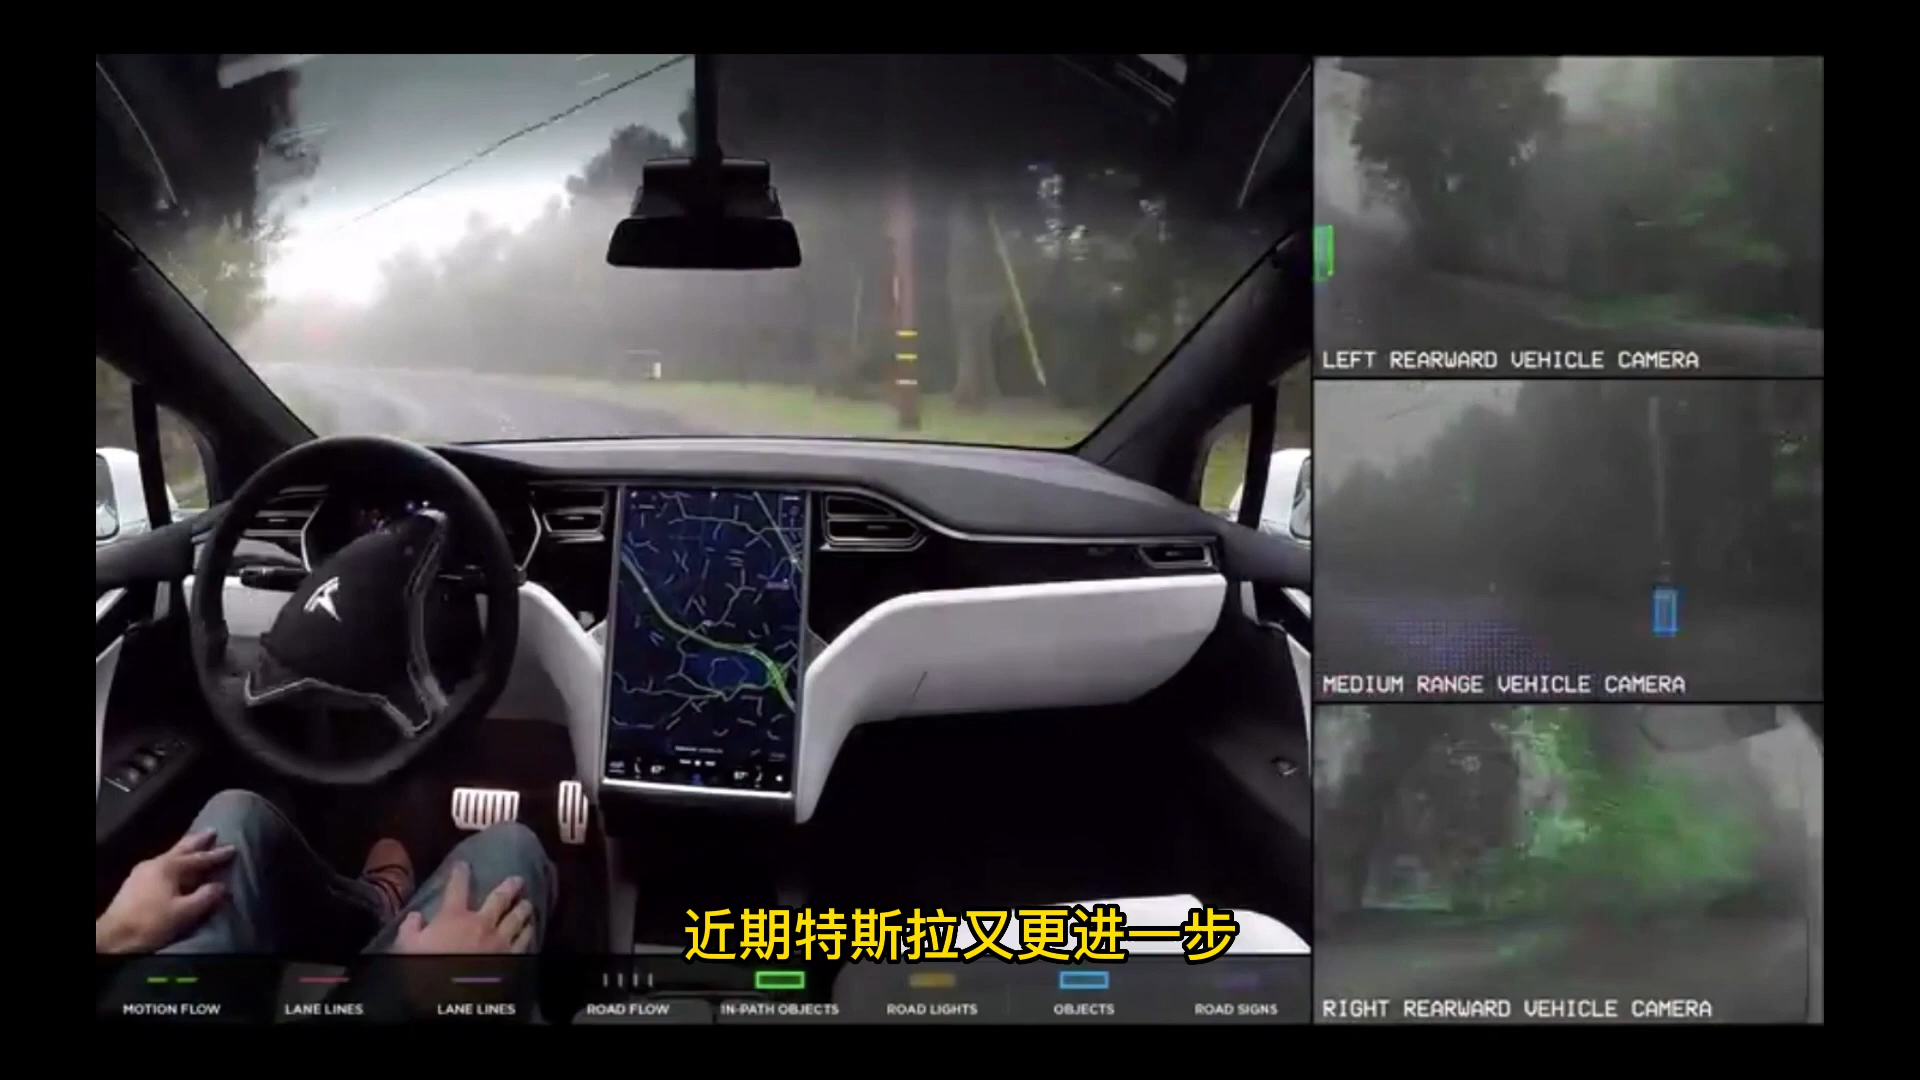 LEFT REARWARD VEHICLE CAMERA
MEDIUM RANGE VEHICLE CAMERA
近期特斯拉又更进一步
MOTION FLOW
LANE LINES
LANE LINES
ROAD FLOW
IN-PATH OBJECTS
ROAD LIGHTS
OBJECTS
ROAD SIGNS
RIGHT REARWARD VEHICLE CAMERA